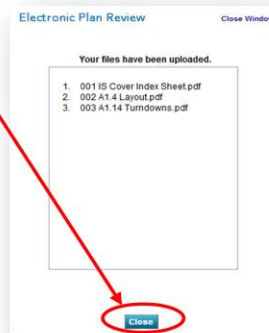 Electronic Plan Review
Close Window
Your files have been uploaded.
1. 001 IS Cover Index Sheet.pdf
2. 002 A1.4 Layout.pdf
3. 003 A1.14 Turndowns.pdf
Close